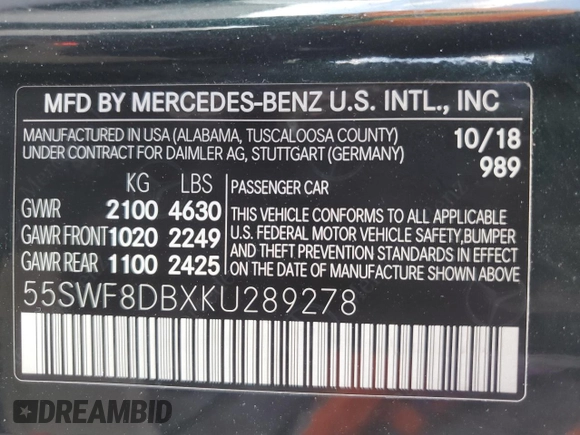 MFD BY MERCEDES-BENZ U.S. INTL., INC
MANUFACTURED IN USA (ALABAMA, TUSCALOOSA COUNTY) 10/18
UNDER CONTRACT FOR DAIMLER AG, STUTTGART (GERMANY) 989
KG LBS PASSENGER CAR
GVWR 2100 4630 THIS VEHICLE CONFORMS TO ALL APPLICABLE
U.S. FEDERAL MOTOR VEHICLE SAFETY,BUMPER
GAWR FRONT 1020 2249 AND THEFT PREVENTION STANDARDS IN EFFECT
GAWR REAR 1100 2425 ON THE DATE OF MANUFACTURE SHOWN ABOVE.
55SWF8DBXKU289278
DREAMBID